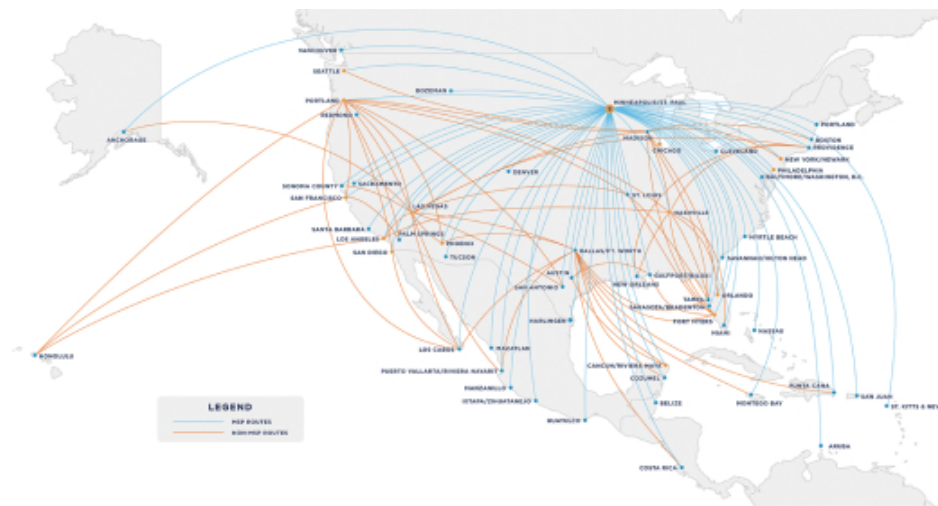 VANCOUVER
SEATTLE
BOZEMAN
PORTLAND
REDMOND
MINNEAPOLIS/ST. PAUL
ANCHORAGE
MADISON
CHICAGO
CLEVELAND
PORTLAND
BOSTON
PROVIDENCE
NEW YORK/NEWARK
PHILADELPHIA
BALTIMORE/WASHINGTON, D.C.
DENVER
SONOMA COUNTY
SACRAMENTO
SAN FRANCISCO
ST. LOUIS
LAS VEGAS
NASHVILLE
SANTA BARBARA
PALM SPRINGS
LOS ANGELES
PHOENIX
SAN DIEGO
TUCSON
DALLAS/FT. WORTH
MYRTLE BEACH
SAVANNAH/HILTON HEAD
AUSTIN
GULFPORT/BILOXI
NEW ORLEANS
SAN ANTONIO
ORLANDO
TAMPA
SARASOTA/BRADENTON
FORT MYERS
HARLINGEN
MIAMI
NASSAU
HONOLULU
LOS CABOS
MAZATLAN
CANCUN/RIVIERA MAYA
PUERTO VALLARTA/RIVIERA NAYARIT
COZUMEL
PUNTA CANA
MANZANILLO
SAN JUAN
IXTAPA/ZIHUATANEJO
BELIZE
MONTEGO BAY
ST. KITTS & NEV
HUATULCO
ARUBA
COSTA RICA
LEGEND
MSP ROUTES
NON-MSP ROUTES